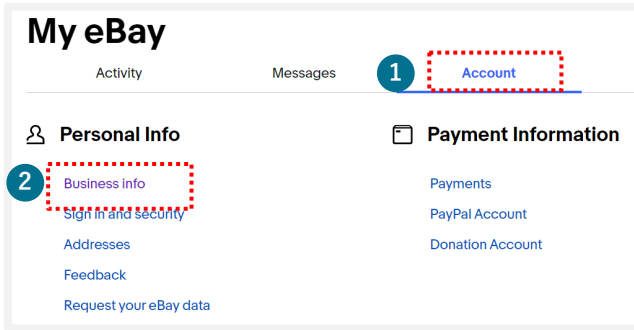 My eBay
Activity Messages 1 Account
Personal Info
Payment Information
2 Business info
Sign in and security
Addresses
Feedback
Request your eBay data
Payments
PayPal Account
Donation Account